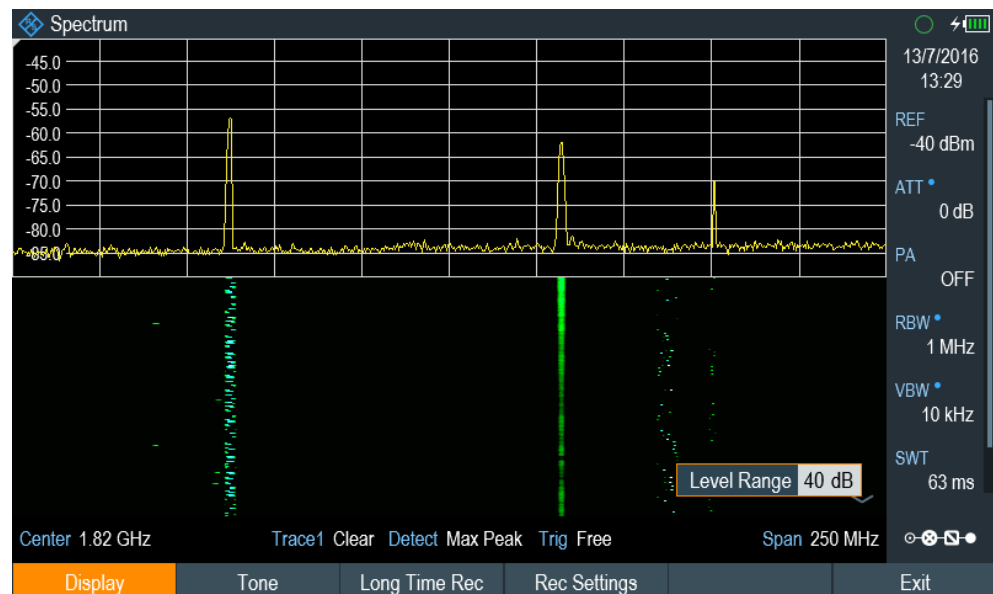 Spectrum
-45.0
-50.0
-55.0
-60.0
-65.0
-70.0
-75.0
-80.0
-85.0
13/7/2016
13:29
REF
-40 dBm
ATT
0 dB
PA
OFF
RBW
1 MHz
VBW
10 kHz
SWT
63 ms
Level Range 40 dB
Center 1.82 GHz Trace1 Clear Detect Max Peak Trig Free Span 250 MHz
Display Tone Long Time Rec Rec Settings Exit